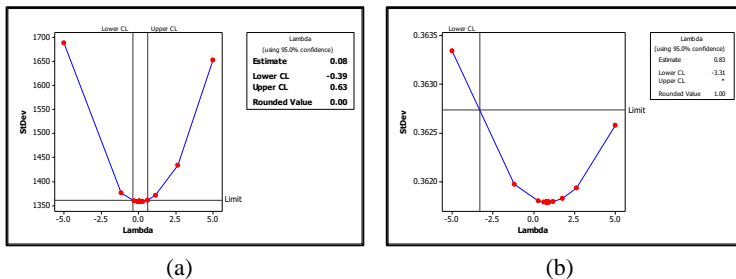 Lower CL Upper CL
1700
1650
1600
1550
1500
1450
1400
1350
StDev
-5.0 -2.5 0.0 2.5 5.0
Lambda
Limit
Lambda
(using 95.0% confidence)
Estimate 0.08
Lower CL -0.39
Upper CL 0.63
Rounded Value 0.00
(a)
Lower CL
0.3635
0.3630
0.3625
0.3620
StDev
-5.0 -2.5 0.0 2.5 5.0
Lambda
Limit
Lambda
(using 95.0% confidence)
Estimate 0.83
Lower CL -3.31
Upper CL *
Rounded Value 1.00
(b)